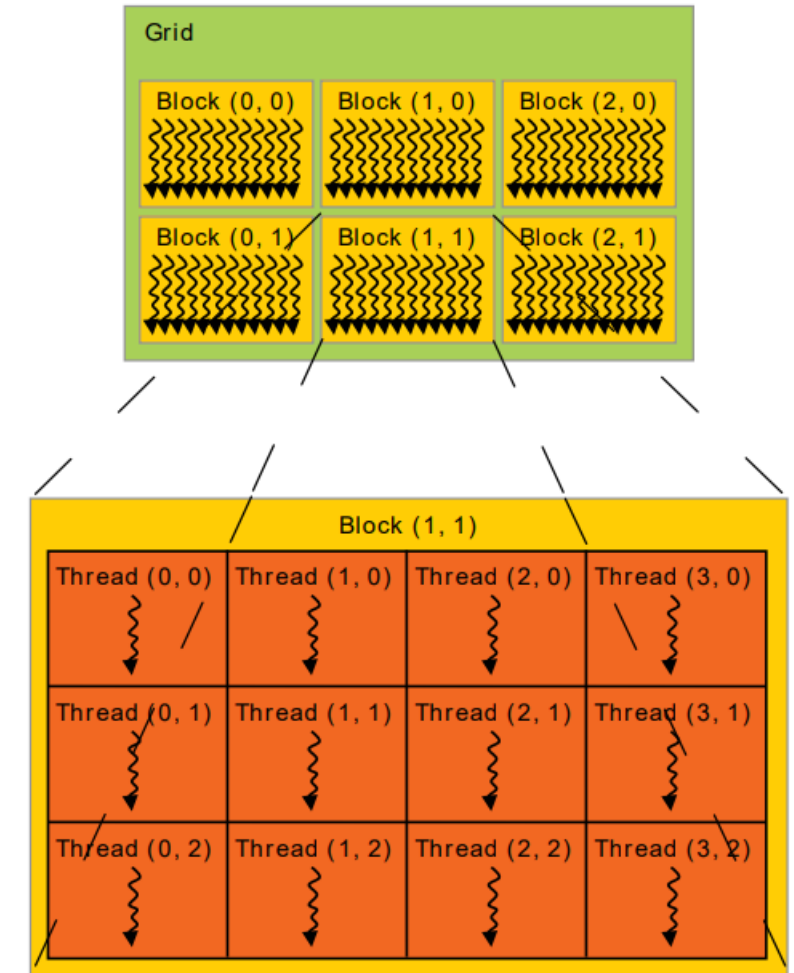 Grid
Block (0, 0) Block (1, 0) Block (2, 0)
Block (0, 1) Block (1, 1) Block (2, 1)
Block (1, 1)
Thread (0, 0) Thread (1, 0) Thread (2, 0) Thread (3, 0)
Thread (0, 1) Thread (1, 1) Thread (2, 1) Thread (3, 1)
Thread (0, 2) Thread (1, 2) Thread (2, 2) Thread (3, 2)